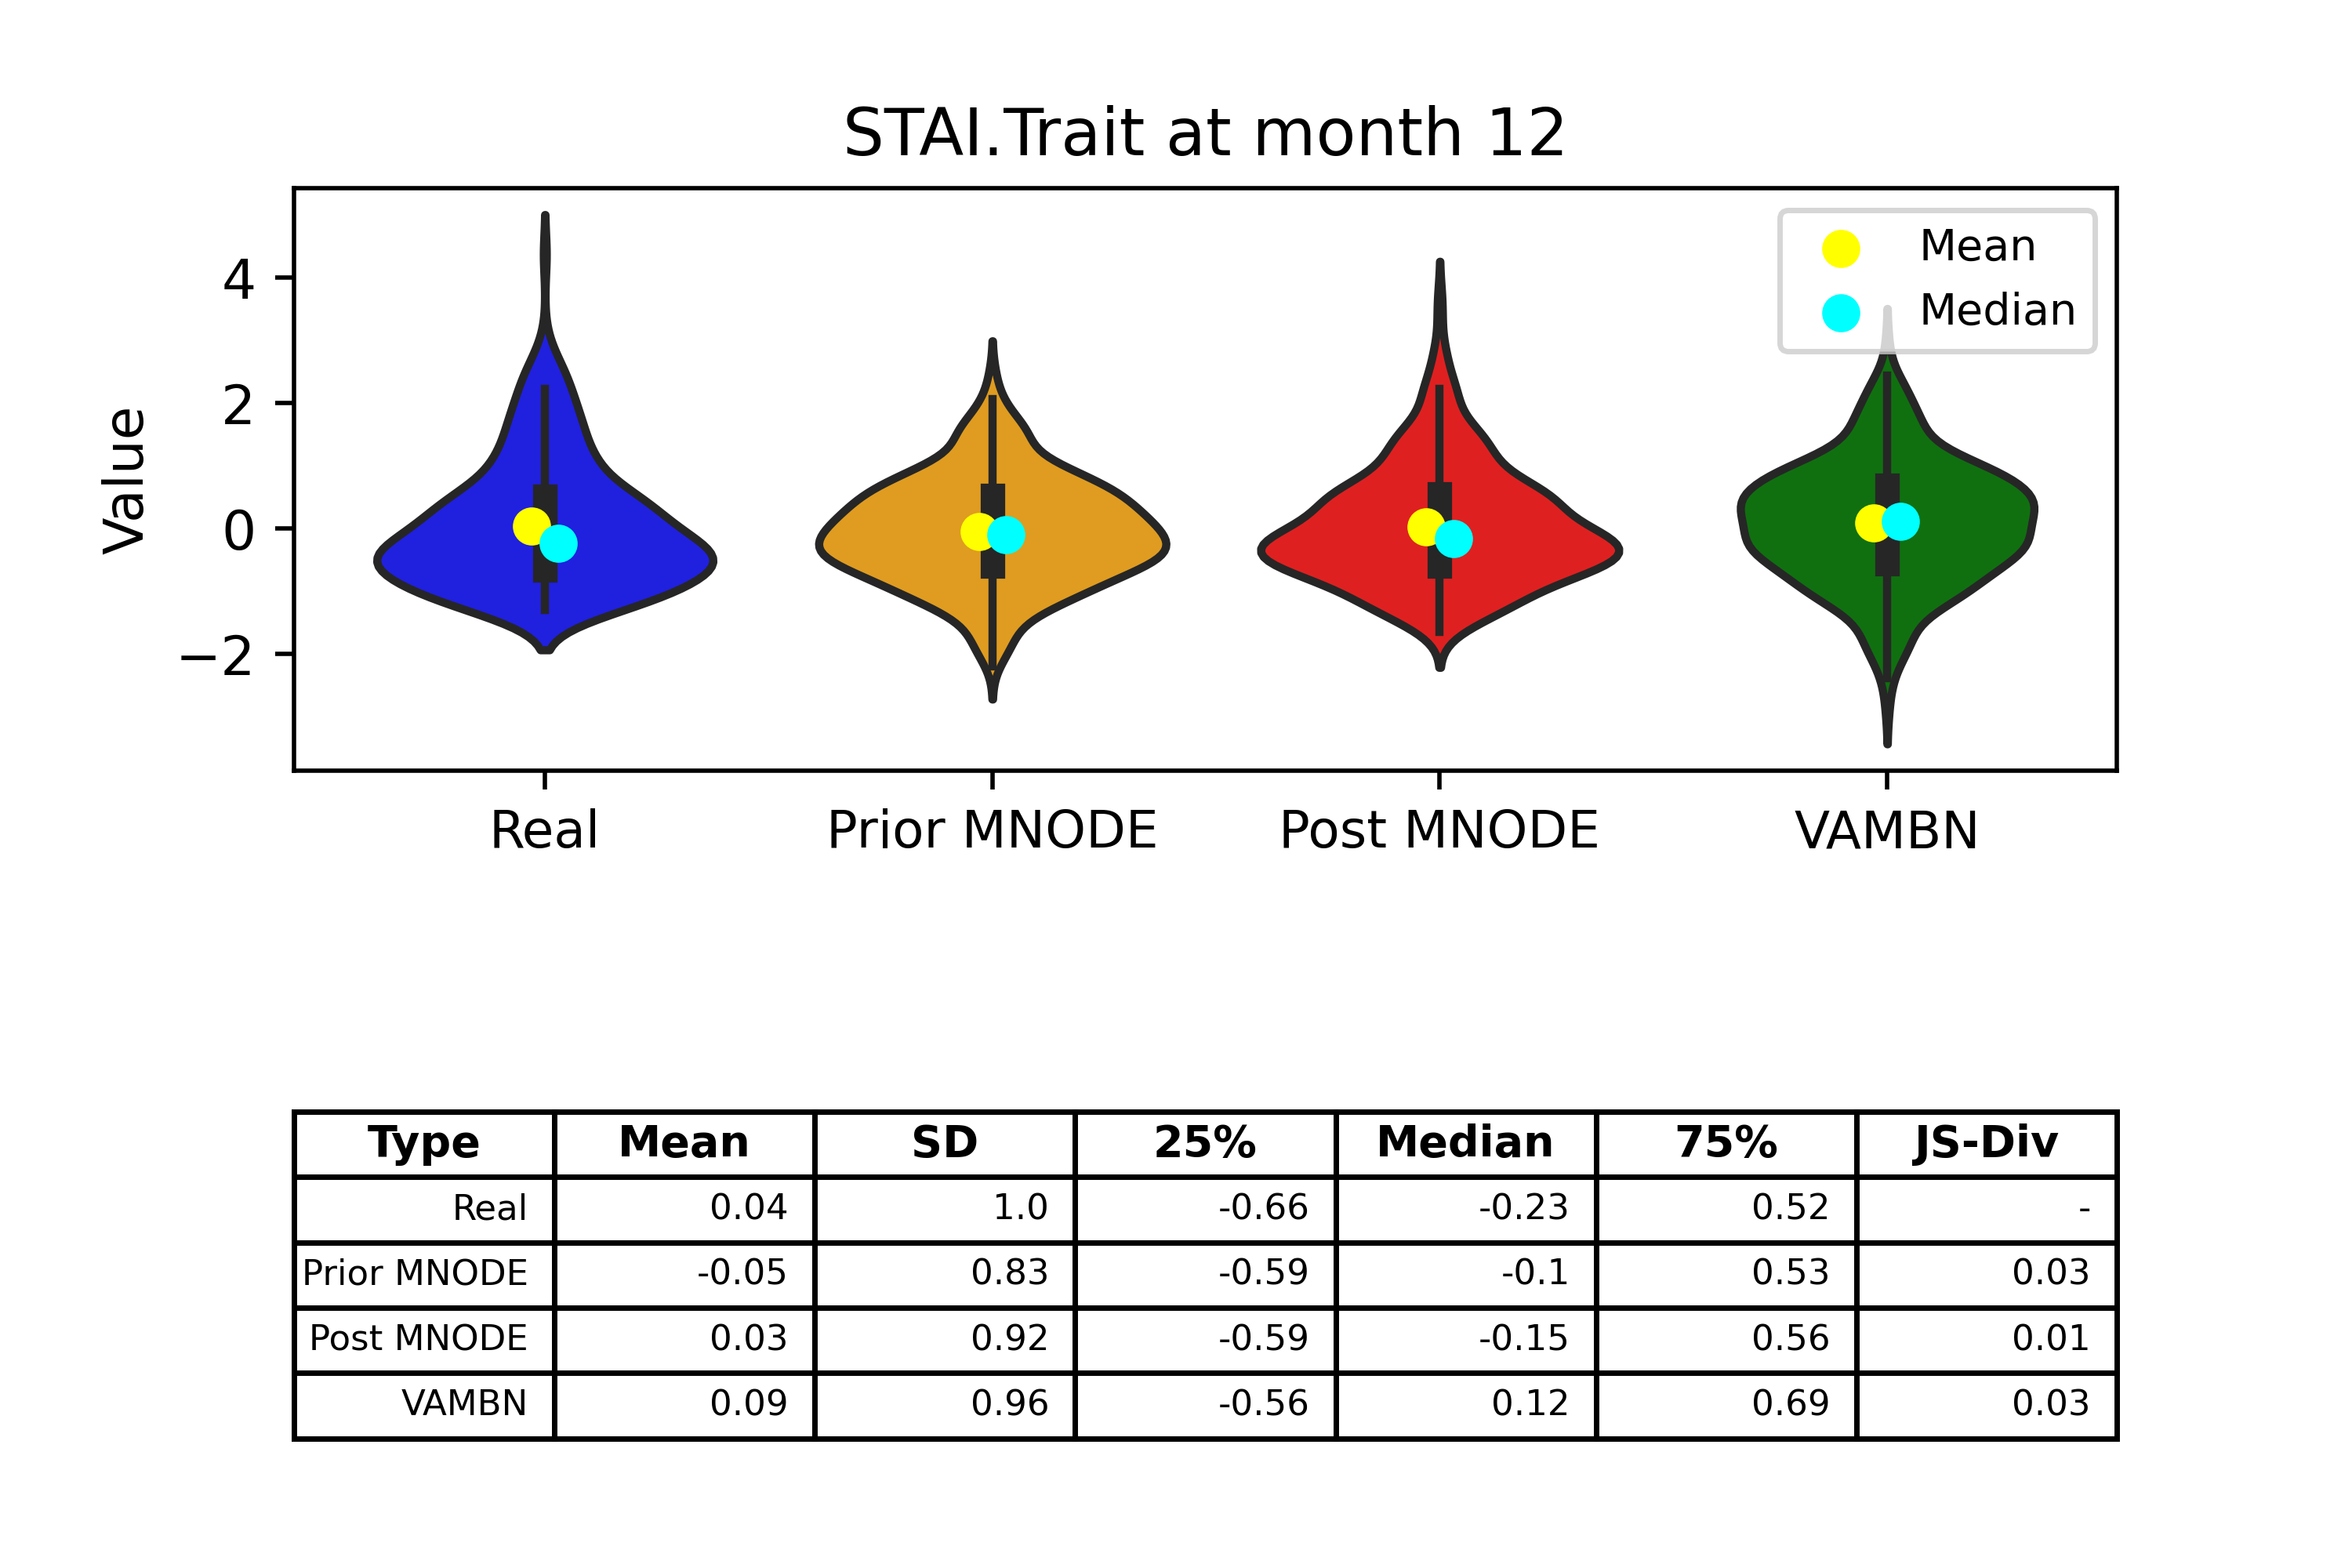 STAI.Trait at month 12
Mean
Median
Value
4
2
0
−2
Real Prior MNODE Post MNODE VAMBN
Type Mean SD 25% Median 75% JS-Div
Real 0.04 1.0 -0.66 -0.23 0.52 -
Prior MNODE -0.05 0.83 -0.59 -0.1 0.53 0.03
Post MNODE 0.03 0.92 -0.59 -0.15 0.56 0.01
VAMBN 0.09 0.96 -0.56 0.12 0.69 0.03